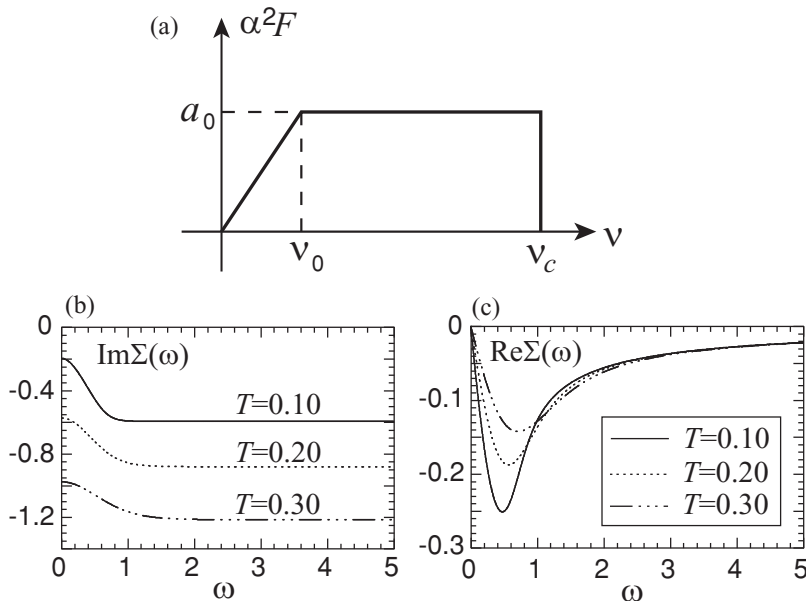 (a)
α²F
a₀
ν₀
ν_c
ν
(b)
0
-0.4
-0.8
-1.2
ImΣ(ω)
T=0.10
T=0.20
T=0.30
0 1 2 3 4 5
ω
(c)
0
-0.1
-0.2
-0.3
ReΣ(ω)
T=0.10
T=0.20
T=0.30
0 1 2 3 4 5
ω